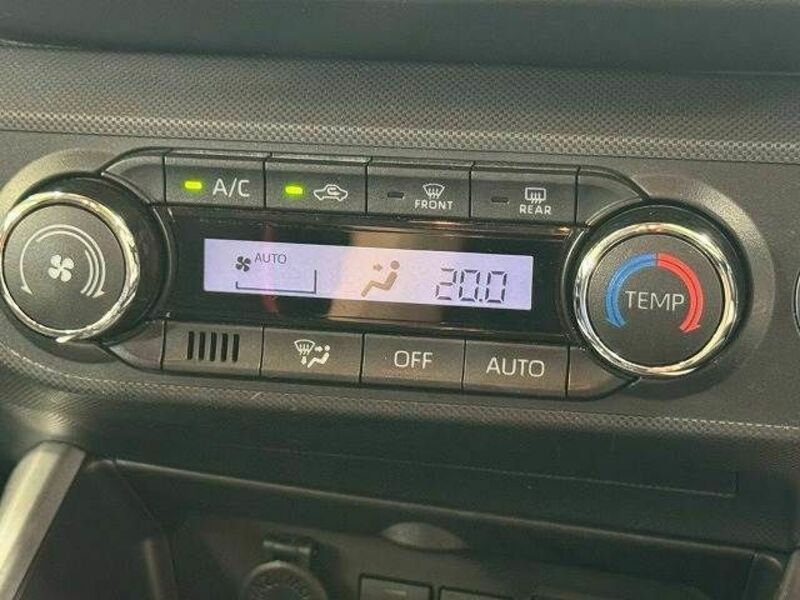 A/C
FRONT
REAR
AUTO
20.0
TEMP
OFF
AUTO